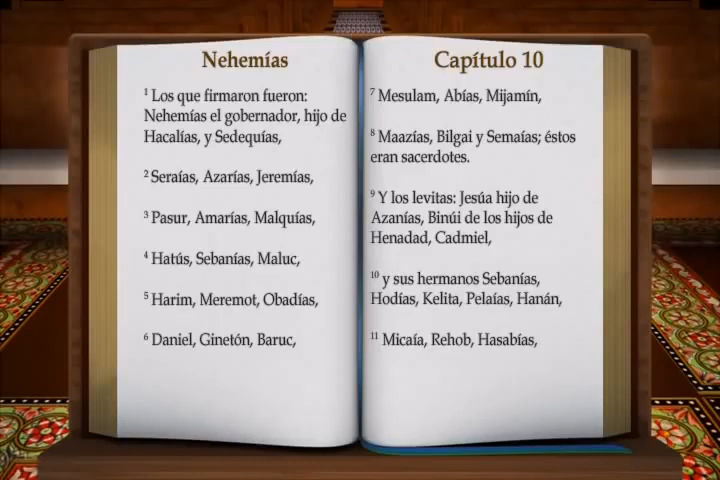 Nehemías
1 Los que firmaron fueron:
Nehemías el gobernador, hijo de
Hacalías, y Sedequías,
2 Seraías, Azarías, Jeremías,
3 Pasur, Amarías, Malquías,
4 Hatús, Sebanías, Maluc,
5 Harim, Meremot, Obadías,
6 Daniel, Ginetón, Baruc,
Capítulo 10
7 Mesulam, Abías, Mijamín,
8 Maazías, Bilgai y Semaías; éstos
eran sacerdotes.
9 Y los levitas: Jesúa hijo de
Azanías, Binúi de los hijos de
Henadad, Cadmiel,
10 y sus hermanos Sebanías,
Hodías, Kelita, Pelaías, Hanán,
11 Micaía, Rehob, Hasabías,